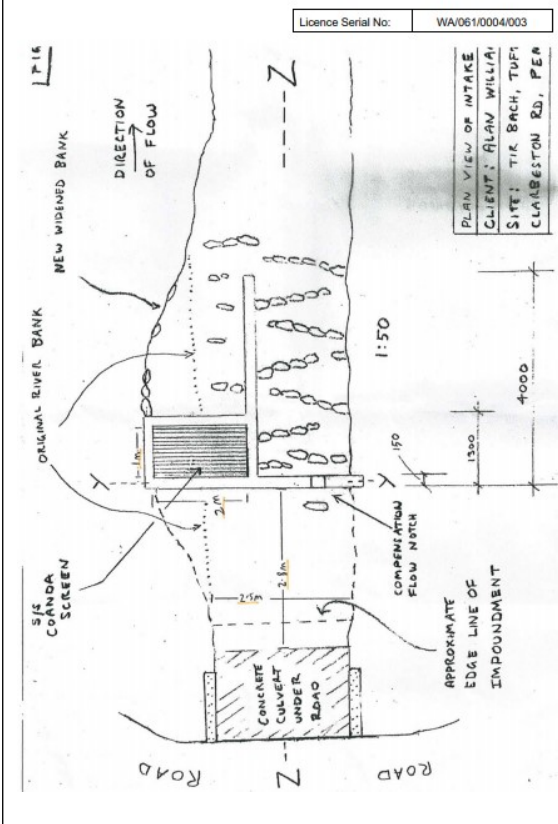 Licence Serial No: WA/061/0004/003
PLAN VIEW OF INTAKE
CLIENT: ALAN WILLIA
SITE: TIR BACH, TUFT
CLARBESTON RD, PEM
NEW WIDENED BANK
DIRECTION
OF FLOW
ORIGINAL RIVER BANK
S/S
COANDA
SCREEN
1m
2m
2.8m
2.5m
1:50
150
1300
4000
Z
Z
Y
Y
COMPENSATION
FLOW NOTCH
APPROXIMATE
EDGE LINE OF
IMPOUNDMENT
CONCRETE
CULVERT
UNDER
ROAD
ROAD
ROAD